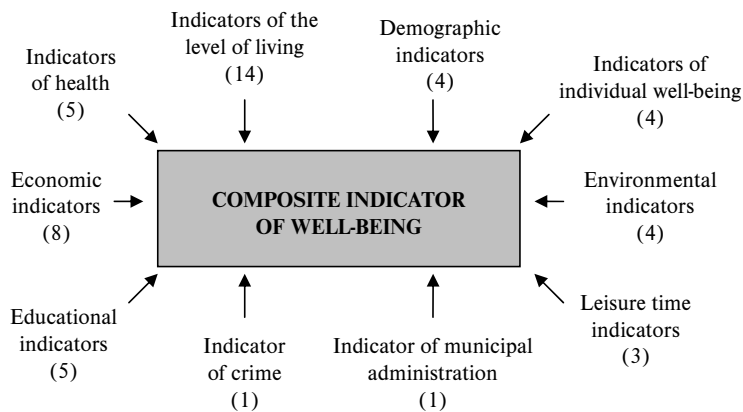 Indicators
of health
(5)
Indicators of the
level of living
(14)
Demographic
indicators
(4)
Indicators of
individual well-being
(4)
Economic
indicators
(8)
COMPOSITE INDICATOR
OF WELL-BEING
Environmental
indicators
(4)
Educational
indicators
(5)
Indicator
of crime
(1)
Indicator of municipal
administration
(1)
Leisure time
indicators
(3)